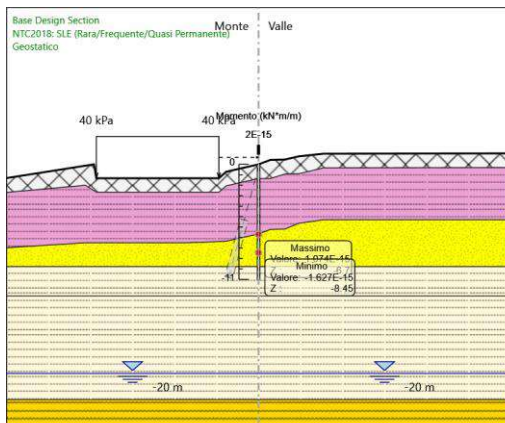 Base Design Section
NTC2018: SLE (Rara/Frequente/Quasi Permanente)
Geostatico
Monte
Valle
40 kPa
40 kPa
Momento (kN*m/m)
2E-15
0
Massimo
Valore: 1.074E-15
Z :
Minimo
Valore: -1.627E-15
Z :
-8.45
-11
-20 m
-20 m